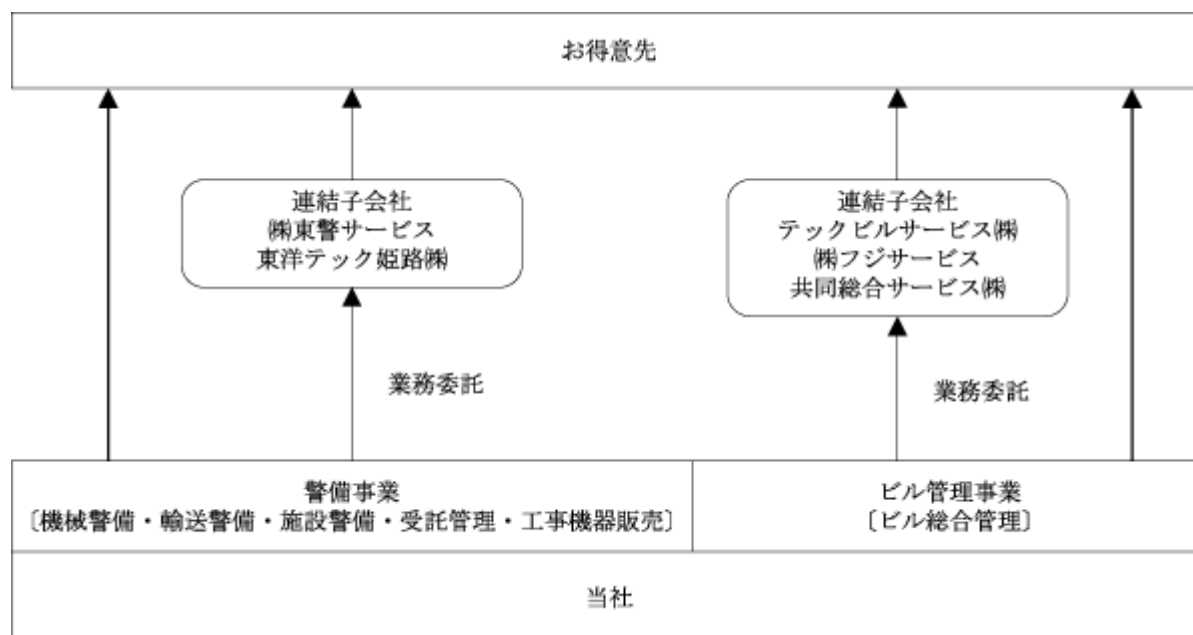 お得意先
連結子会社
㈱東警サービス
東洋テック姫路㈱
連結子会社
テックビルサービス㈱
㈱フジサービス
共同総合サービス㈱
業務委託
業務委託
警備事業
〔機械警備・輸送警備・施設警備・受託管理・工事機器販売〕
ビル管理事業
〔ビル総合管理〕
当社